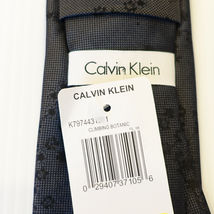 Calvin Klein
CALVIN KLEIN
CLIMBING BOTANIC
0 29407 37105 6